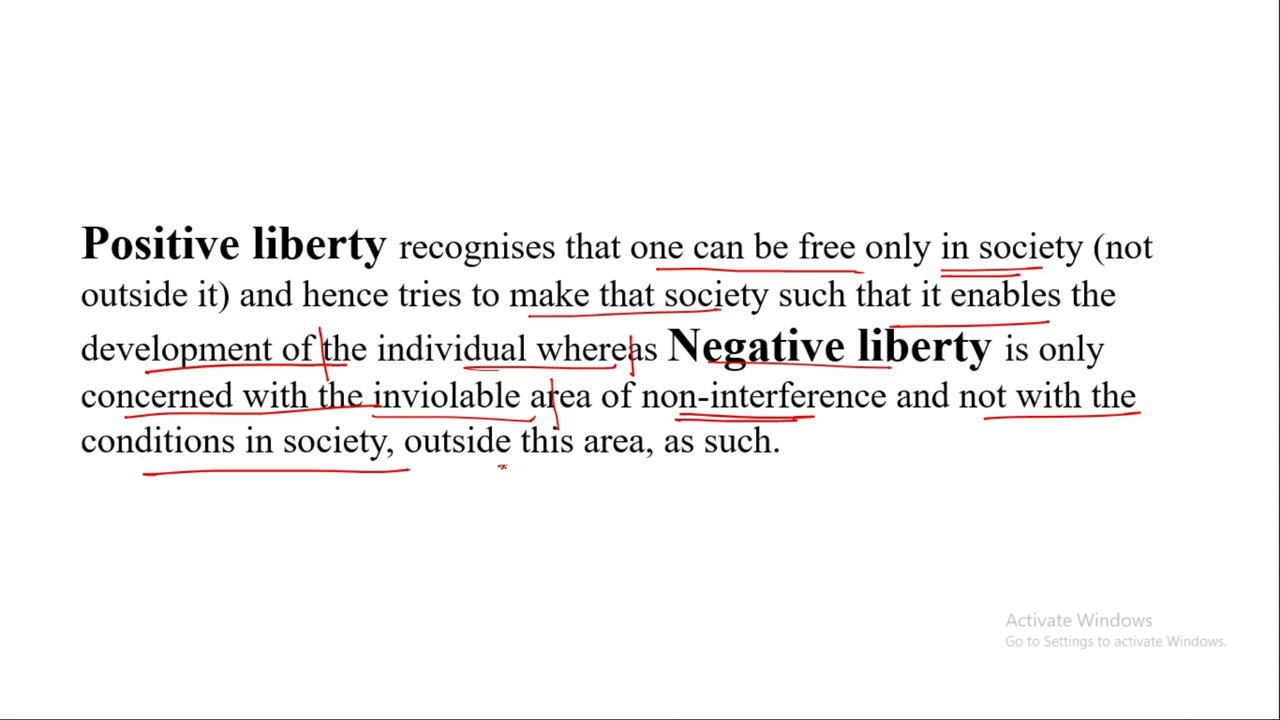 Positive liberty recognises that one can be free only in society (not
outside it) and hence tries to make that society such that it enables the
development of the individual whereas Negative liberty is only
concerned with the inviolable area of non-interference and not with the
conditions in society, outside this area, as such.
Activate Windows
Go to Settings to activate Windows.